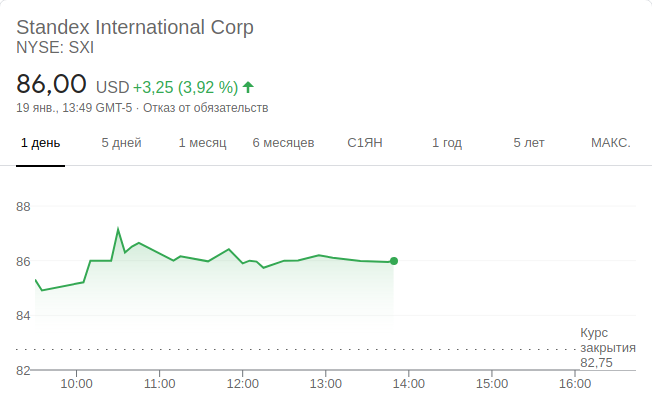 Standex International Corp
NYSE: SXI
86,00 USD +3,25 (3,92 %)
19 янв., 13:49 GMT-5 · Отказ от обязательств
1 день 5 дней 1 месяц 6 месяцев С1ЯН 1 год 5 лет МАКС.
88
86
84
82
Курс
закрытия
82,75
10:00 11:00 12:00 13:00 14:00 15:00 16:00